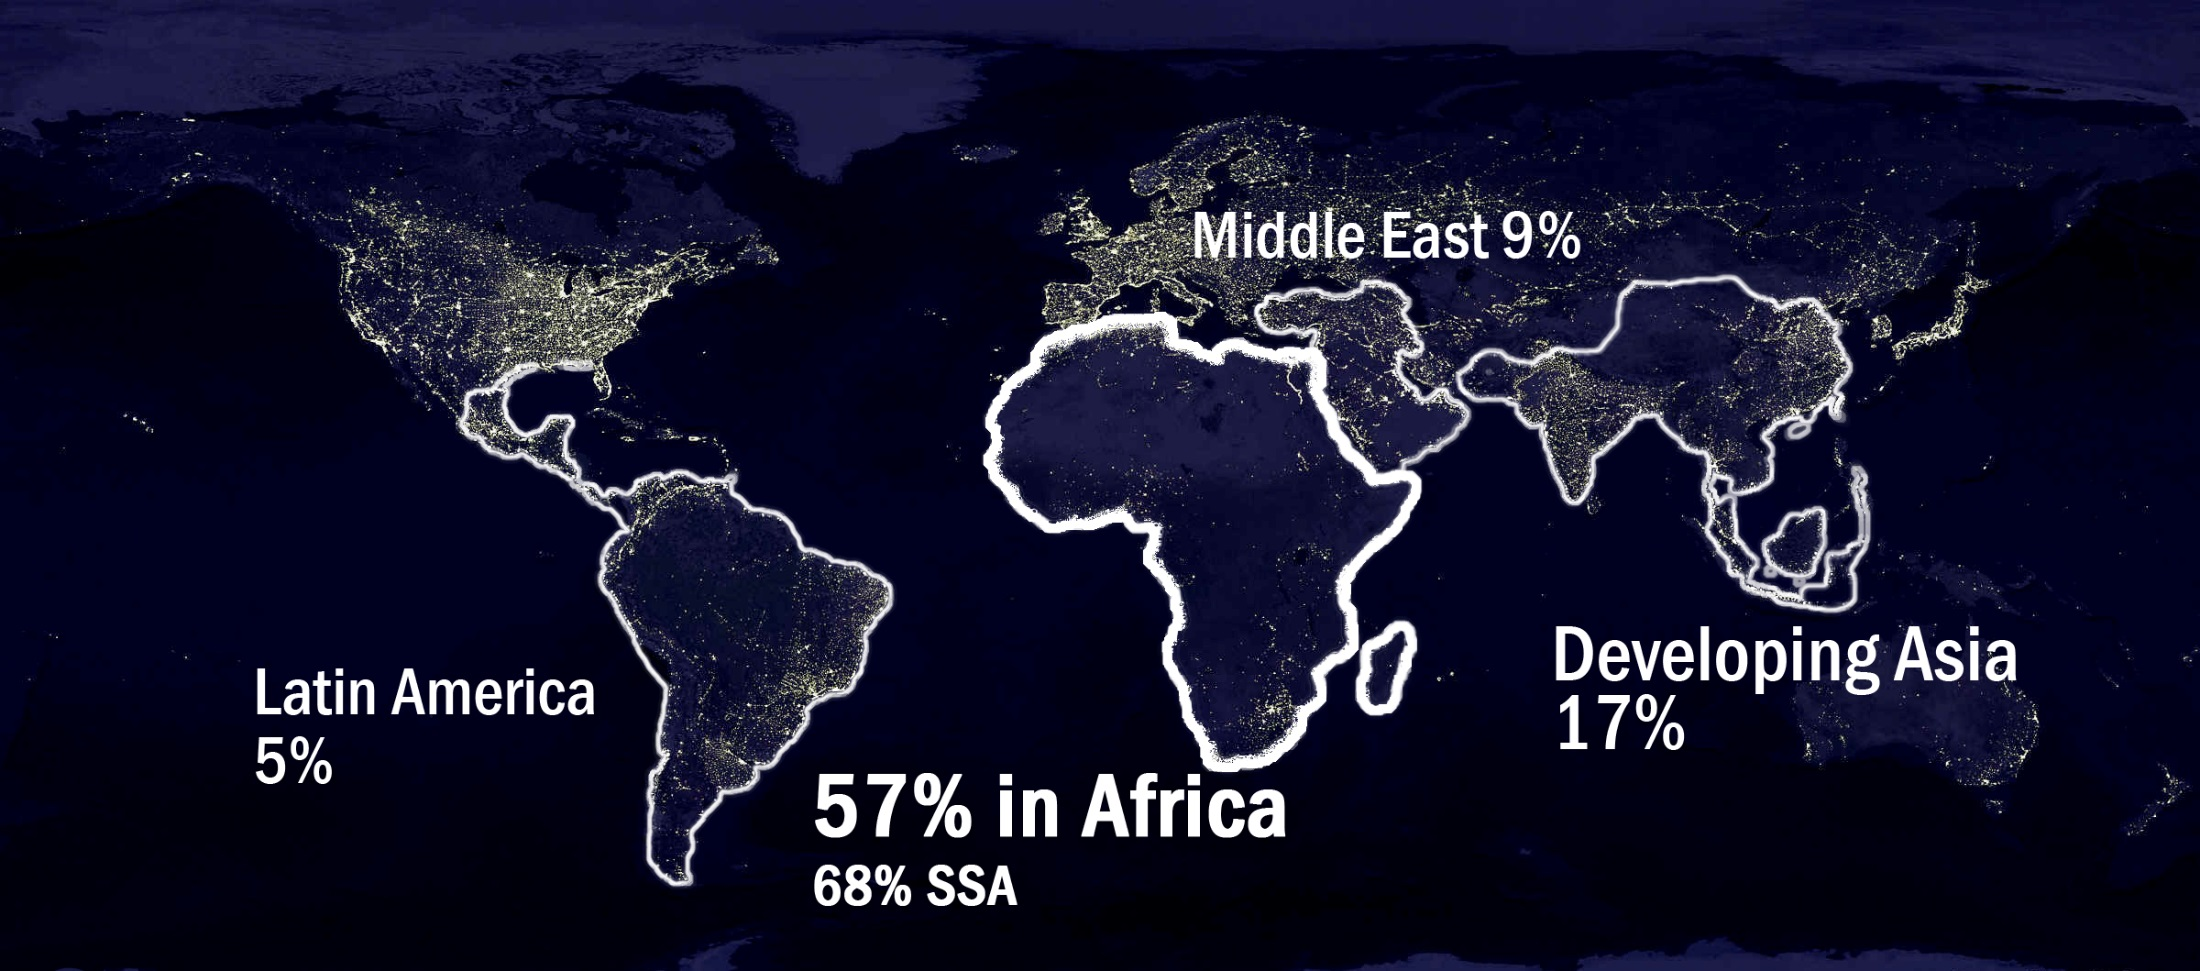 Middle East 9%
Latin America
5%
Developing Asia
17%
57% in Africa
68% SSA